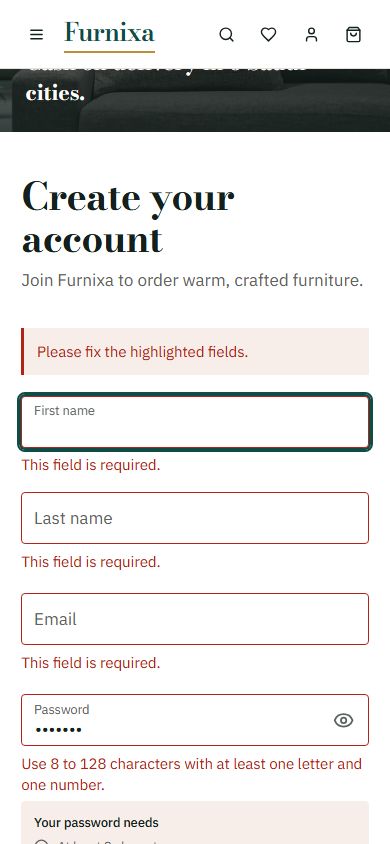 Furnixa
cities.
Create your
account
Join Furnixa to order warm, crafted furniture.
Please fix the highlighted fields.
First name
This field is required.
Last name
This field is required.
Email
This field is required.
Password
Use 8 to 128 characters with at least one letter and
one number.
Your password needs